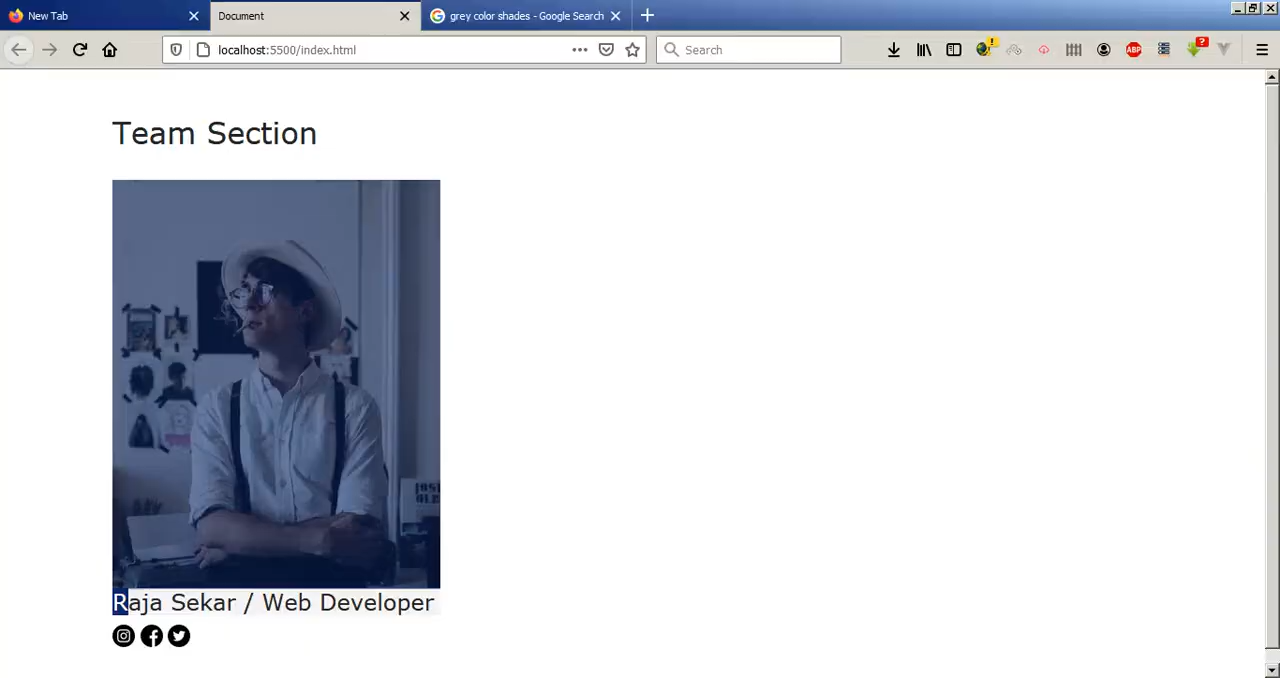 New Tab
Document
grey color shades - Google Search
localhost:5500/index.html
Search
ABP
Team Section
Raja Sekar / Web Developer